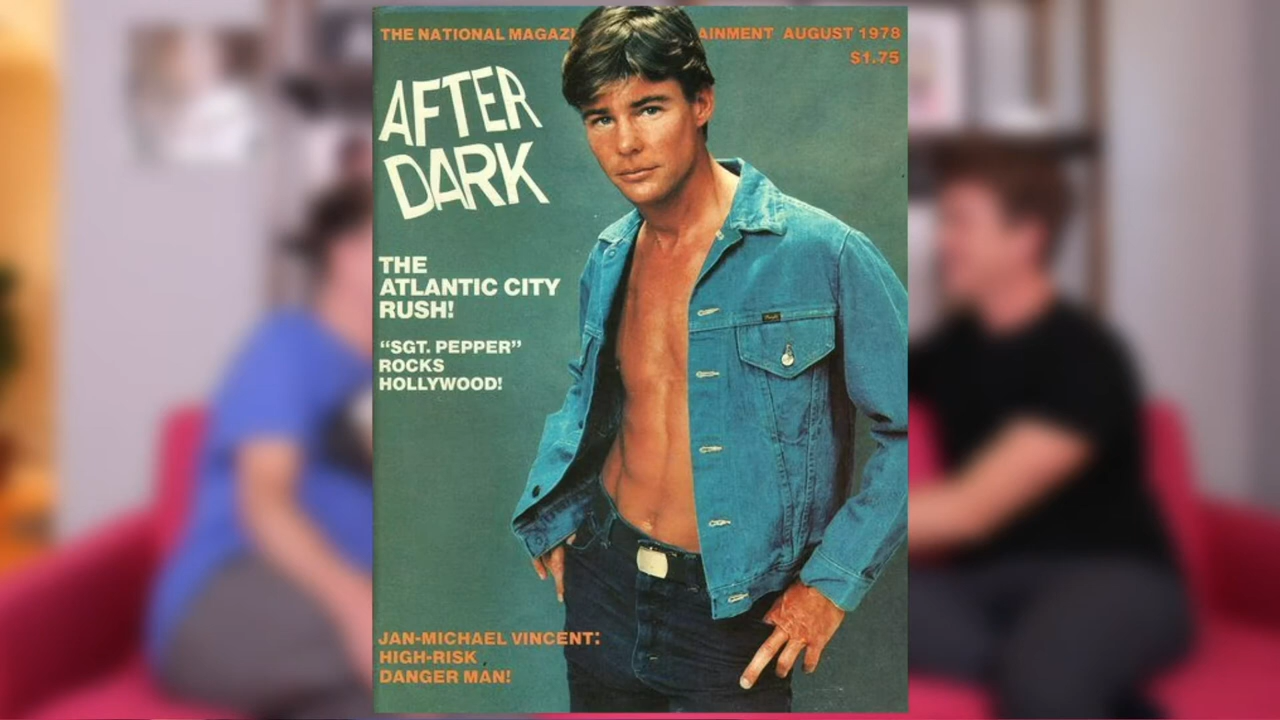 THE NATIONAL MAGAZI AINMENT AUGUST 1978
$1.75
AFTER
DARK
THE
ATLANTIC CITY
RUSH!
“SGT. PEPPER”
ROCKS
HOLLYWOOD!
JAN-MICHAEL VINCENT:
HIGH-RISK
DANGER MAN!